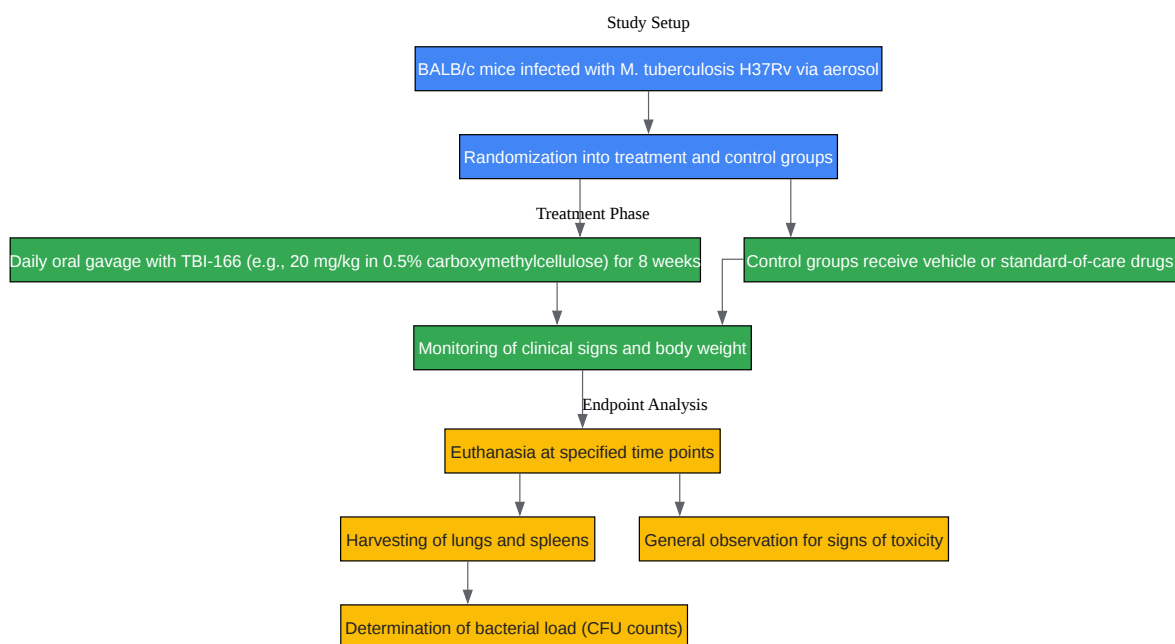 Study Setup
BALB/c mice infected with M. tuberculosis H37Rv via aerosol
Randomization into treatment and control groups
Treatment Phase
Daily oral gavage with TBI-166 (e.g., 20 mg/kg in 0.5% carboxymethylcellulose) for 8 weeks
Control groups receive vehicle or standard-of-care drugs
Monitoring of clinical signs and body weight
Endpoint Analysis
Euthanasia at specified time points
Harvesting of lungs and spleens
General observation for signs of toxicity
Determination of bacterial load (CFU counts)